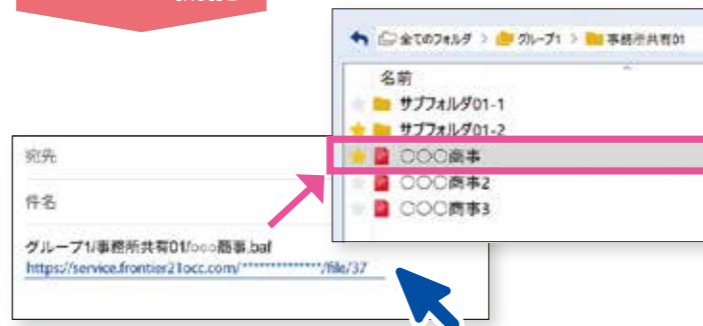 全てのフォルダ > グループ1 > 事務所共有01
名前
サブフォルダ01-1
サブフォルダ01-2
○○○商事
○○○商事2
○○○商事3
宛先
件名
グループ1/事務所共有01/○○○商事.baf
https://service.frontier21occ.com/**************/file/37